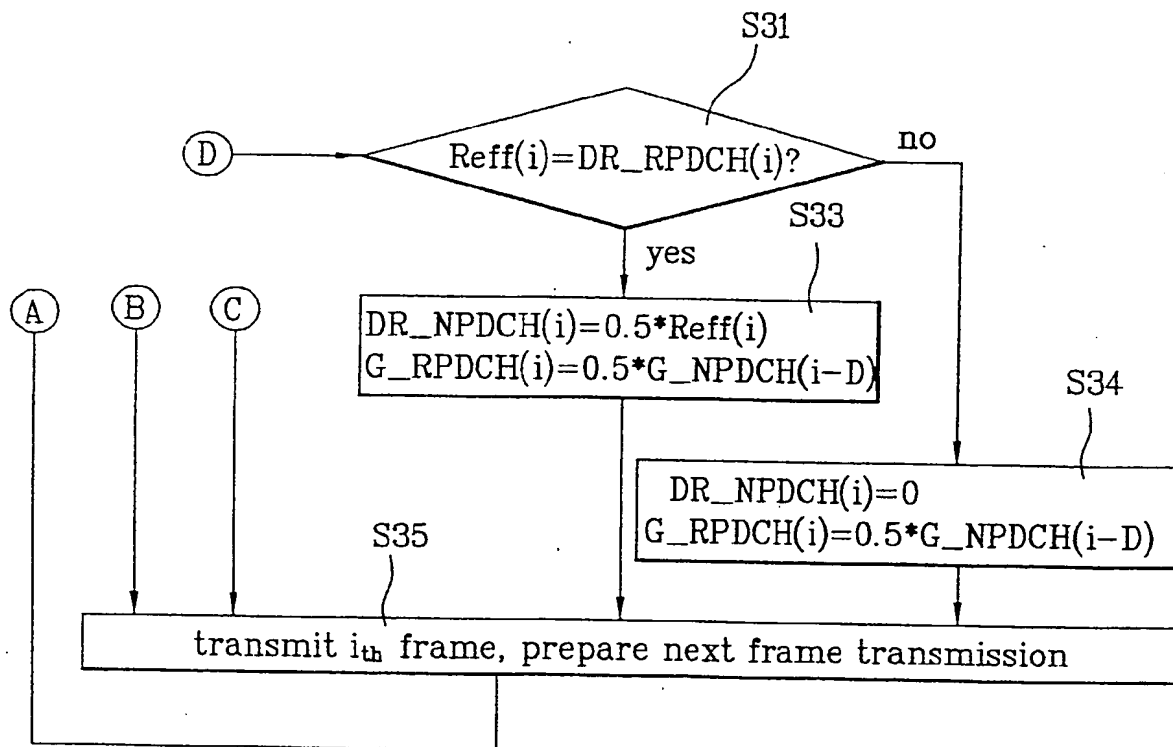 S31
D
Reff(i)=DR_RPDCH(i)?
no
yes
S33
A
B
C
DR_NPDCH(i)=0.5*Reff(i)
G_RPDCH(i)=0.5*G_NPDCH(i-D)
S34
DR_NPDCH(i)=0
G_RPDCH(i)=0.5*G_NPDCH(i-D)
S35
transmit ith frame, prepare next frame transmission